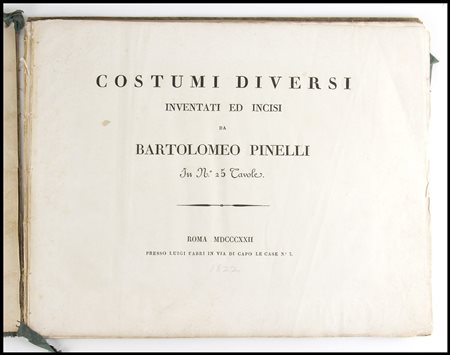 COSTUMI DIVERSI
INVENTATI ED INCISI
DA
BARTOLOMEO PINELLI
In N.º 25 Tavole.
ROMA MDCCCXXII
PRESSO LUIGI FABRI IN VIA DI CAPO LE CASE N.º 3.
1822